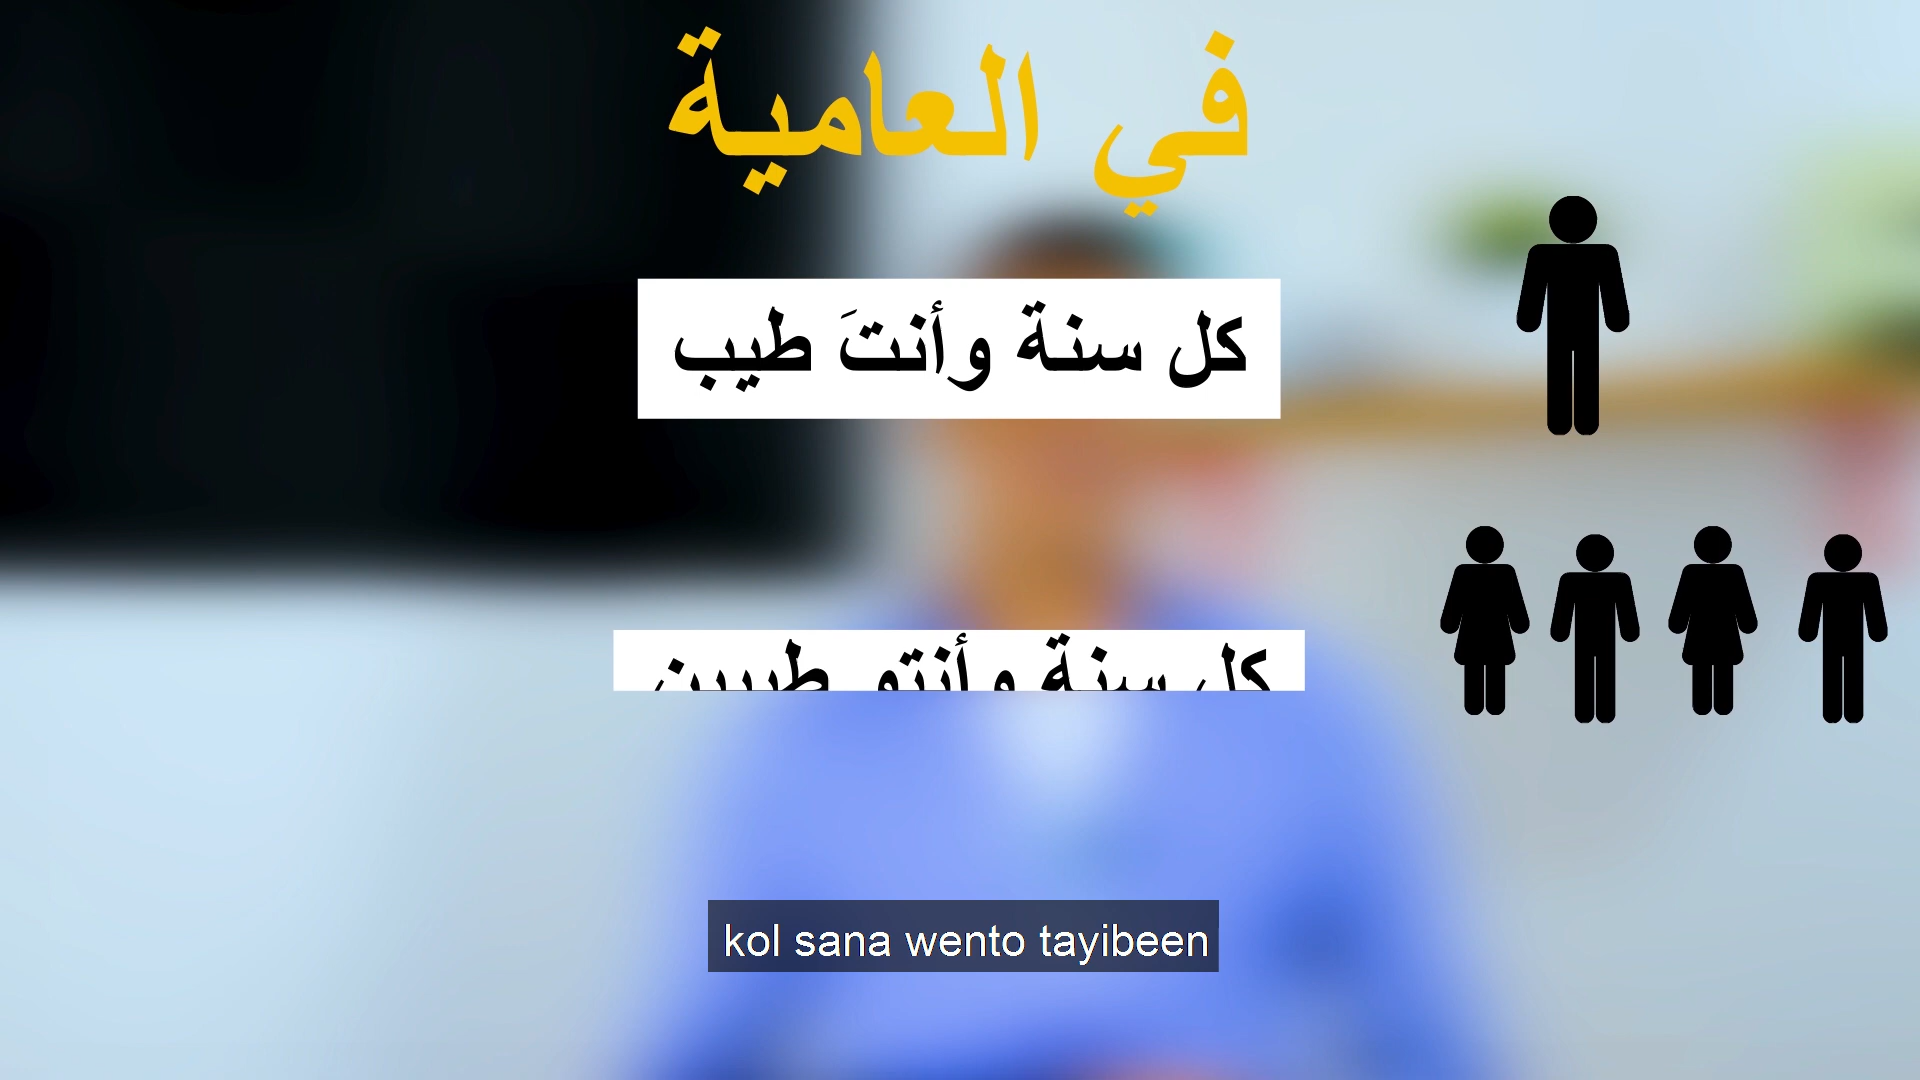 في العامية
كل سنة وأنتَ طيب
كل سنة وأنتو طيبين
kol sana wento tayibeen